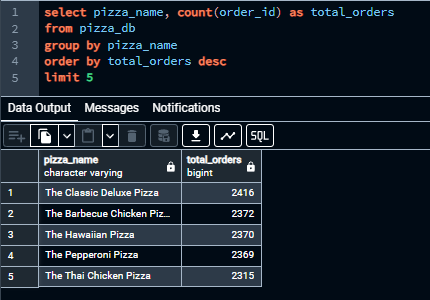 1 select pizza_name, count(order_id) as total_orders
2 from pizza_db
3 group by pizza_name
4 order by total_orders desc
5 limit 5
Data Output Messages Notifications
SQL
pizza_name total_orders
character varying bigint
1 The Classic Deluxe Pizza 2416
2 The Barbecue Chicken Piz... 2372
3 The Hawaiian Pizza 2370
4 The Pepperoni Pizza 2369
5 The Thai Chicken Pizza 2315